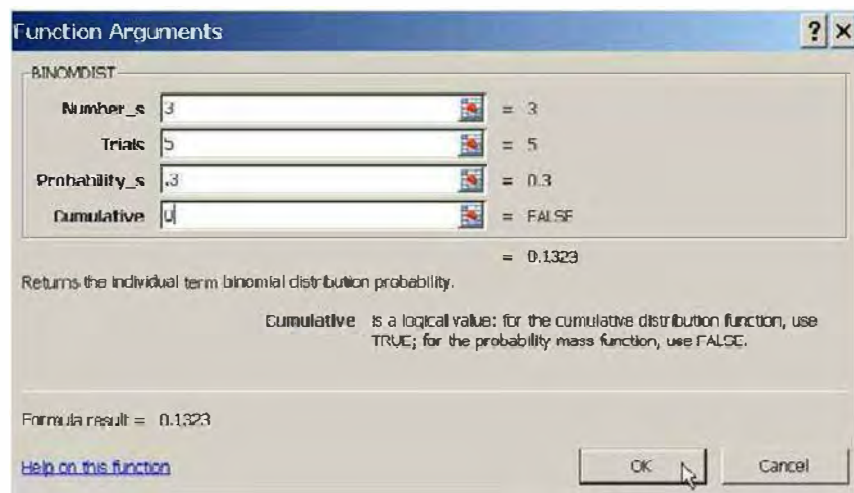 Function Arguments
? ×
BINOMDIST
Number_s 3 = 3
Trials 5 = 5
Probability_s .3 = 0.3
Cumulative 0 = FALSE
= 0.1323
Returns the individual term binomial distribution probability.
Cumulative is a logical value: for the cumulative distribution function, use
TRUE; for the probability mass function, use FALSE.
Formula result = 0.1323
Help on this function
OK
Cancel